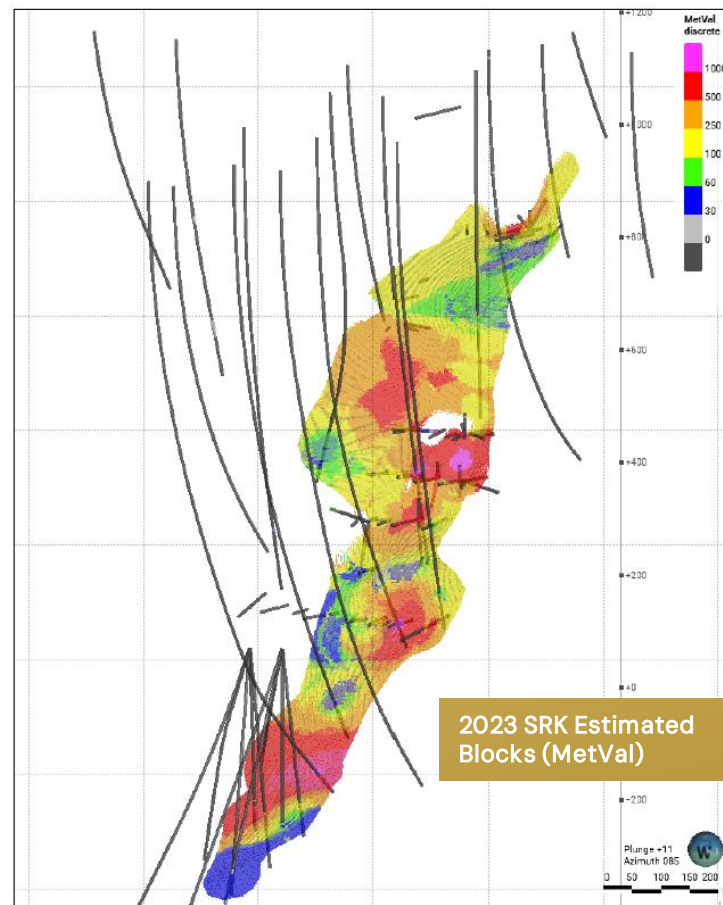 MetVal
discrete
1000
500
250
100
60
30
0
+1200
+1000
+800
+600
+400
+200
+0
-200
2023 SRK Estimated
Blocks (MetVal)
Plunge +11
Azimuth 085
W
0 50 100 150 200